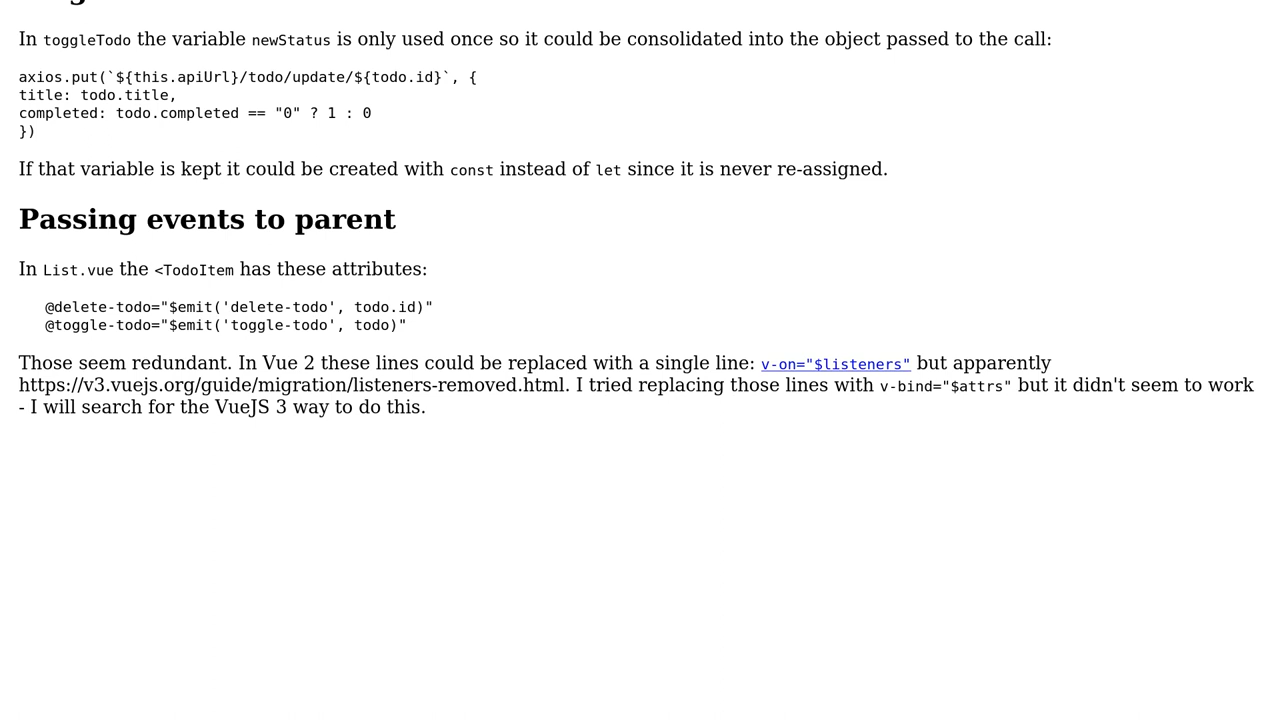 In toggleTodo the variable newStatus is only used once so it could be consolidated into the object passed to the call:
axios.put(`${this.apiUrl}/todo/update/${todo.id}`, {
title: todo.title,
completed: todo.completed == "0" ? 1 : 0
})
If that variable is kept it could be created with const instead of let since it is never re-assigned.
Passing events to parent
In List.vue the <TodoItem has these attributes:
@delete-todo="$emit('delete-todo', todo.id)"
@toggle-todo="$emit('toggle-todo', todo)"
Those seem redundant. In Vue 2 these lines could be replaced with a single line: v-on="$listeners" but apparently
https://v3.vuejs.org/guide/migration/listeners-removed.html. I tried replacing those lines with v-bind="$attrs" but it didn't seem to work
- I will search for the VueJS 3 way to do this.